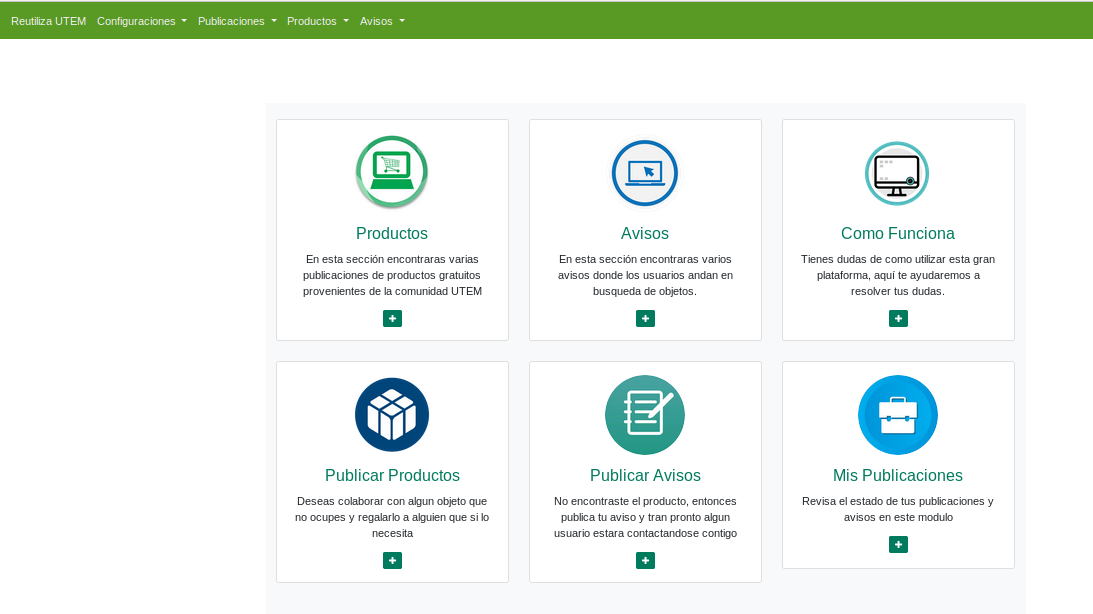 Reutiliza UTEM Configuraciones Publicaciones Productos Avisos
Productos
En esta sección encontraras varias
publicaciones de productos gratuitos
provenientes de la comunidad UTEM
Avisos
En esta sección encontraras varios
avisos donde los usuarios andan en
busqueda de objetos.
Como Funciona
Tienes dudas de como utilizar esta gran
plataforma, aquí te ayudaremos a
resolver tus dudas.
Publicar Productos
Deseas colaborar con algun objeto que
no ocupes y regalarlo a alguien que si lo
necesita
Publicar Avisos
No encontraste el producto, entonces
publica tu aviso y tran pronto algun
usuario estara contactandose contigo
Mis Publicaciones
Revisa el estado de tus publicaciones y
avisos en este modulo